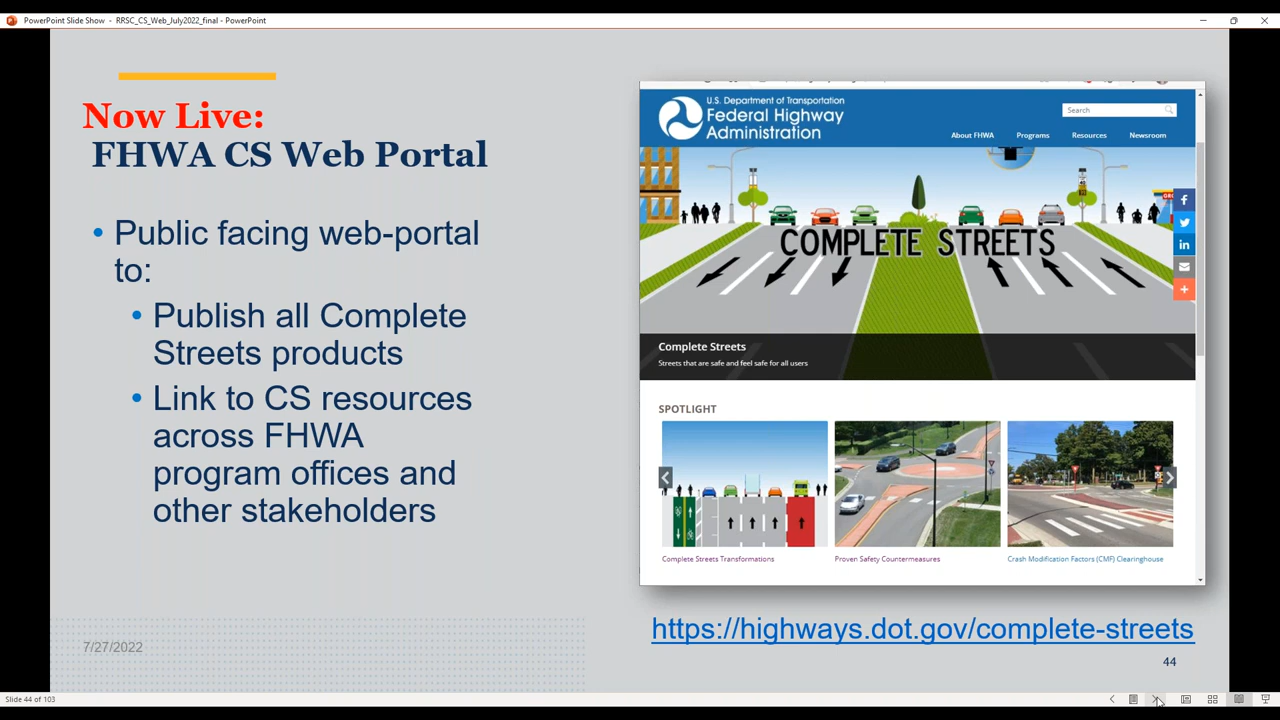 PowerPoint Slide Show - RRSC_CS_Web_July2022_final - PowerPoint
Now Live:
FHWA CS Web Portal
• Public facing web-portal
to:
• Publish all Complete
Streets products
• Link to CS resources
across FHWA
program offices and
other stakeholders
7/27/2022
U.S. Department of Transportation
Federal Highway
Administration
Search
About FHWA Programs Resources Newsroom
COMPLETE STREETS
Complete Streets
Streets that are safe and feel safe for all users
SPOTLIGHT
Complete Streets Transformations
Proven Safety Countermeasures
Crash Modification Factors (CMF) Clearinghouse
https://highways.dot.gov/complete-streets
44
Slide 44 of 103